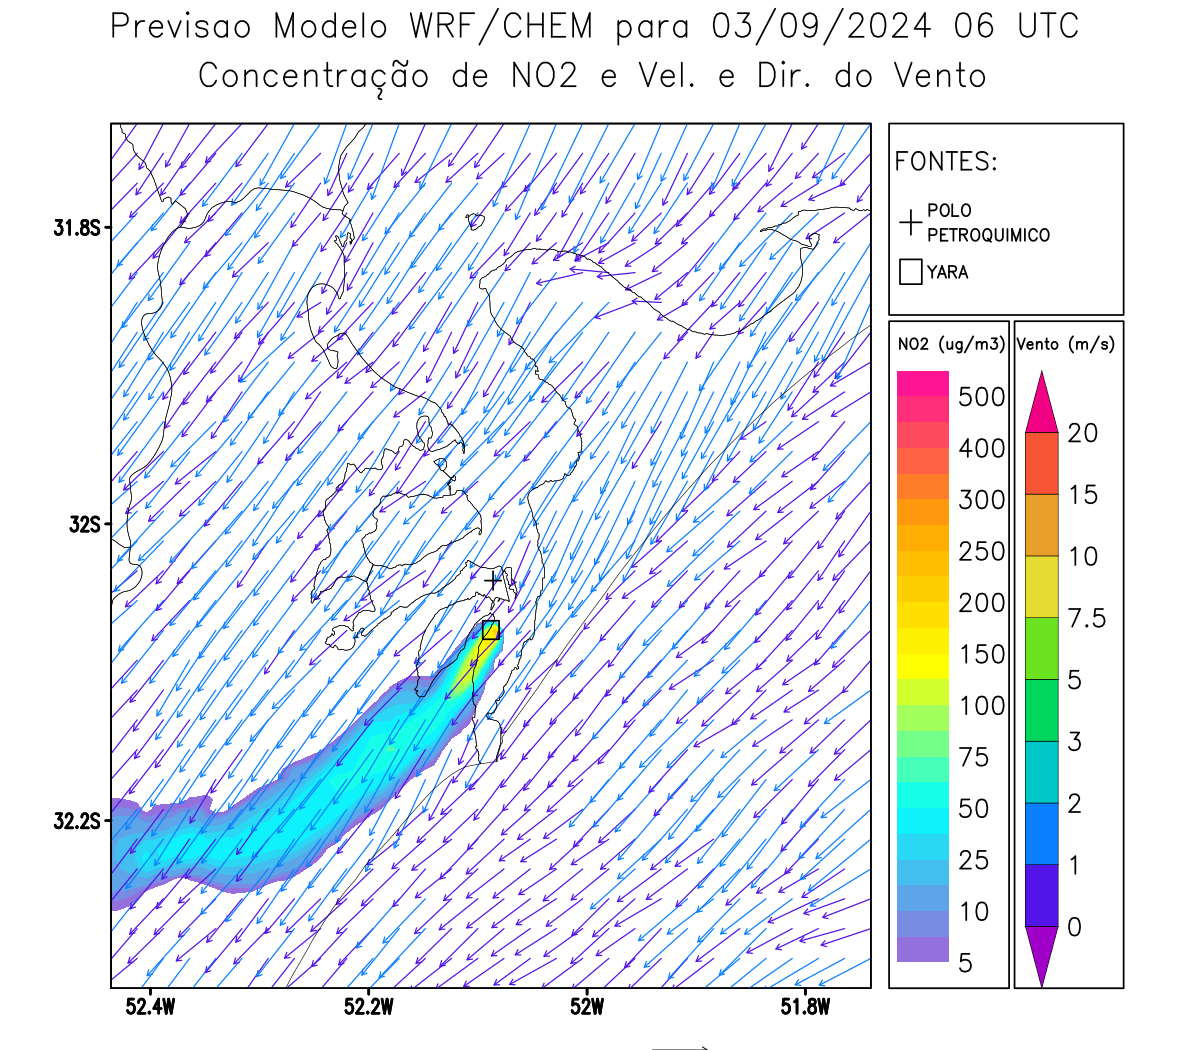 Previsao Modelo WRF/CHEM para 03/09/2024 06 UTC
Concentração de NO2 e Vel. e Dir. do Vento
FONTES:
POLO
PETROQUIMICO
YARA
NO2 (ug/m3)
500
400
300
250
200
150
100
75
50
25
10
5
Vento (m/s)
20
15
10
7.5
5
3
2
1
0
31.8S
32S
32.2S
52.4W
52.2W
52W
51.8W